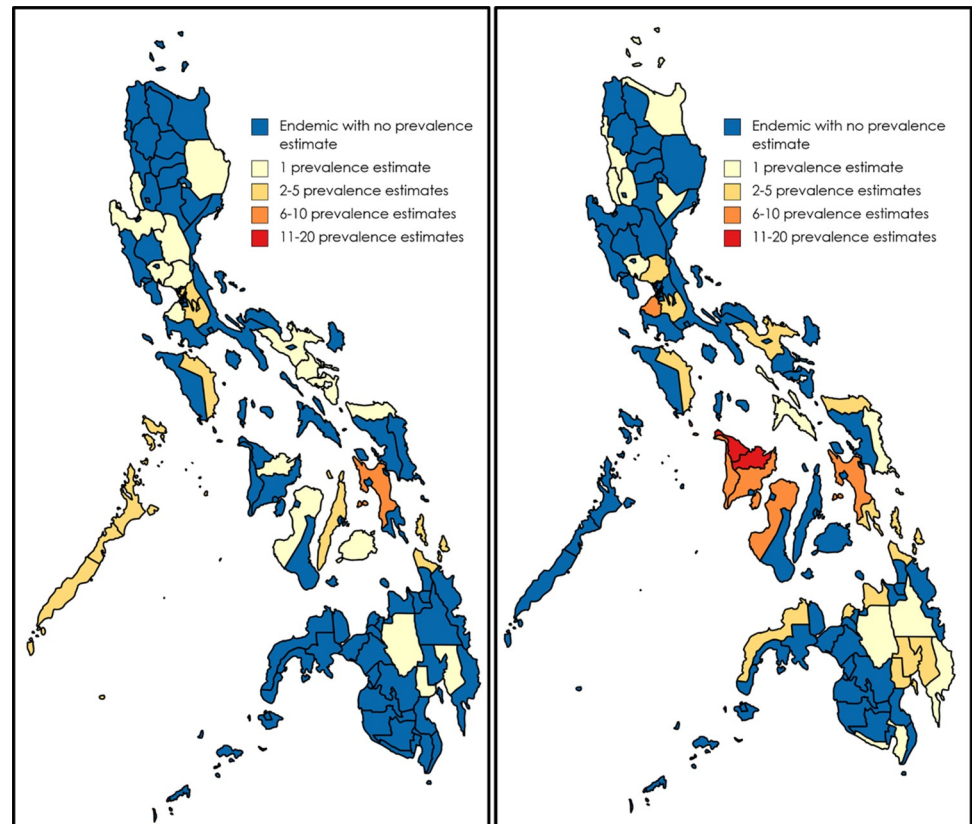 Endemic with no prevalence
estimate
1 prevalence estimate
2-5 prevalence estimates
6-10 prevalence estimates
11-20 prevalence estimates
Endemic with no prevalence
estimate
1 prevalence estimate
2-5 prevalence estimates
6-10 prevalence estimates
11-20 prevalence estimates